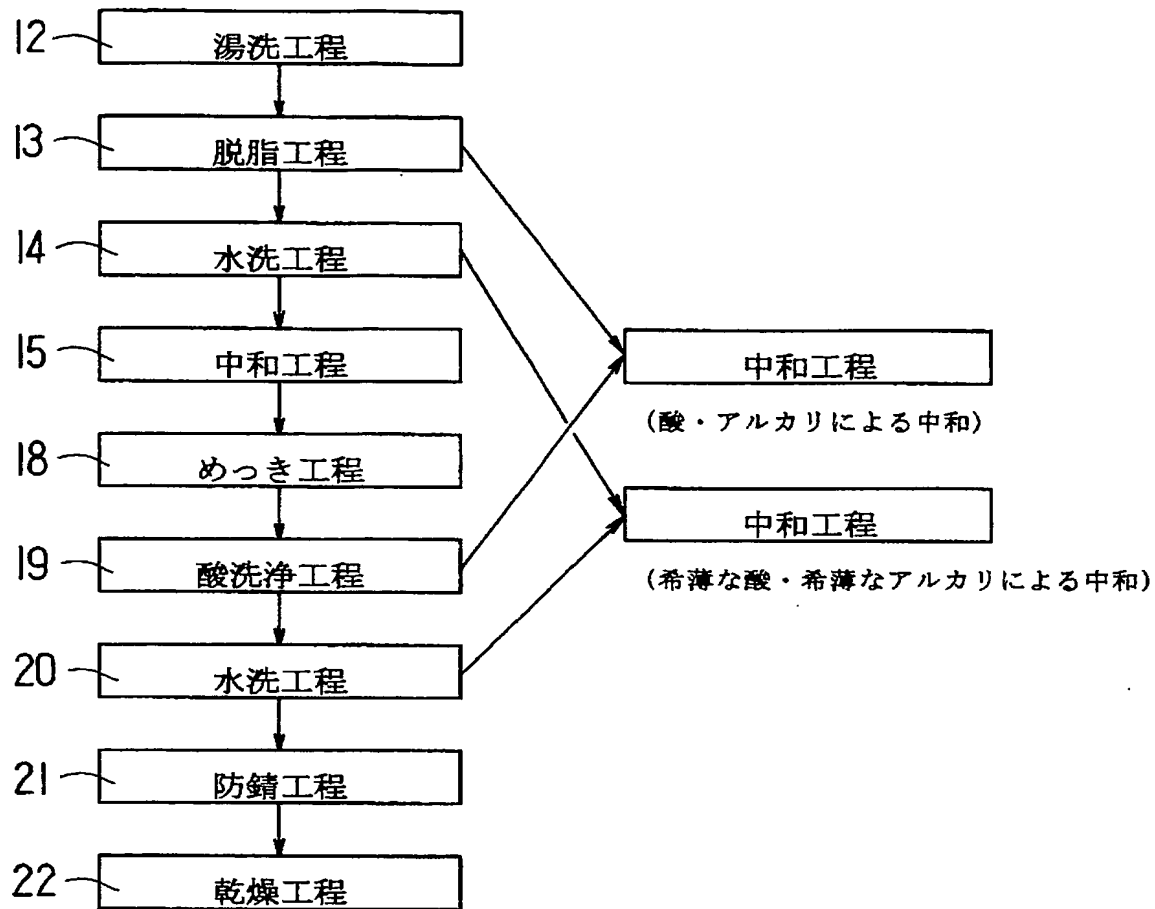 12 湯洗工程
13 脱脂工程
14 水洗工程
15 中和工程
中和工程
(酸・アルカリによる中和)
18 めっき工程
中和工程
(希薄な酸・希薄なアルカリによる中和)
19 酸洗浄工程
20 水洗工程
21 防錆工程
22 乾燥工程